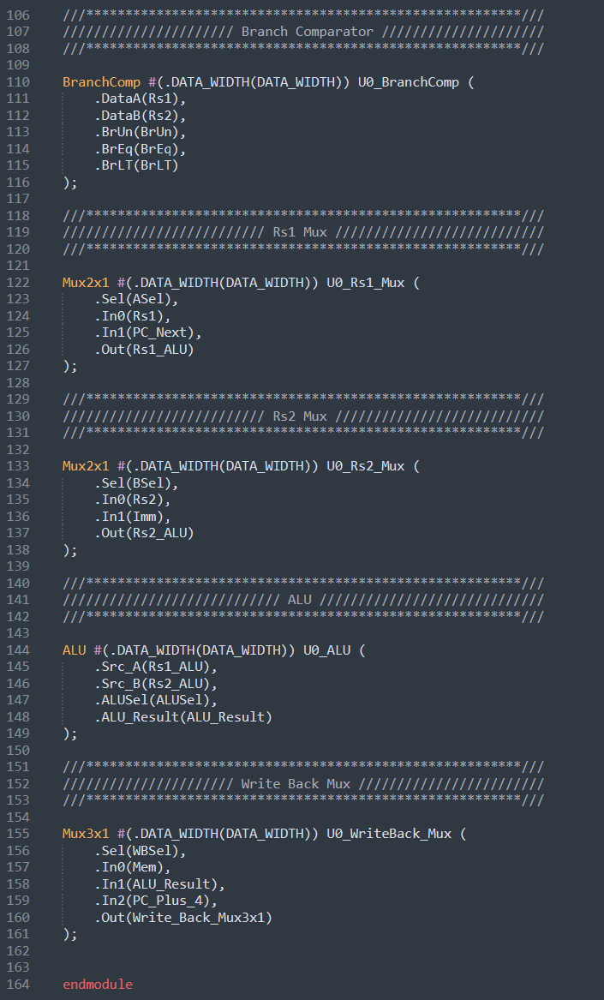 106 ///********************************************************///
107 ////////////////////// Branch Comparator /////////////////////
108 ///********************************************************///
109
110 BranchComp #(.DATA_WIDTH(DATA_WIDTH)) U0_BranchComp (
111     .DataA(Rs1),
112     .DataB(Rs2),
113     .BrUn(BrUn),
114     .BrEq(BrEq),
115     .BrLT(BrLT)
116 );
117
118 ///********************************************************///
119 ////////////////////////// Rs1 Mux ///////////////////////////
120 ///********************************************************///
121
122 Mux2x1 #(.DATA_WIDTH(DATA_WIDTH)) U0_Rs1_Mux (
123     .Sel(ASel),
124     .In0(Rs1),
125     .In1(PC_Next),
126     .Out(Rs1_ALU)
127 );
128
129 ///********************************************************///
130 ////////////////////////// Rs2 Mux ///////////////////////////
131 ///********************************************************///
132
133 Mux2x1 #(.DATA_WIDTH(DATA_WIDTH)) U0_Rs2_Mux (
134     .Sel(BSel),
135     .In0(Rs2),
136     .In1(Imm),
137     .Out(Rs2_ALU)
138 );
139
140 ///********************************************************///
141 //////////////////////////// ALU /////////////////////////////
142 ///********************************************************///
143
144 ALU #(.DATA_WIDTH(DATA_WIDTH)) U0_ALU (
145     .Src_A(Rs1_ALU),
146     .Src_B(Rs2_ALU),
147     .ALUSel(ALUSel),
148     .ALU_Result(ALU_Result)
149 );
150
151 ///********************************************************///
152 ////////////////////// Write Back Mux ////////////////////////
153 ///********************************************************///
154
155 Mux3x1 #(.DATA_WIDTH(DATA_WIDTH)) U0_WriteBack_Mux (
156     .Sel(WBSel),
157     .In0(Mem),
158     .In1(ALU_Result),
159     .In2(PC_Plus_4),
160     .Out(Write_Back_Mux3x1)
161 );
162
163
164 endmodule